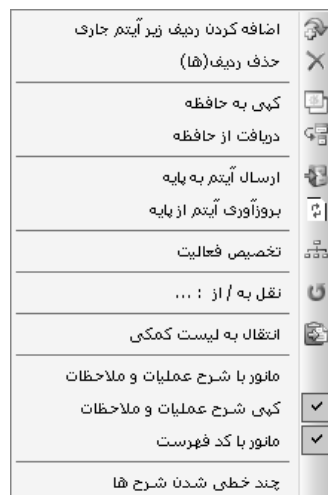 اضافه کردن ردیف زیر آیتم جاری
حذف ردیف(ها)
کپی به حافظه
دریافت از حافظه
ارسال آیتم به پایه
بروزآوری آیتم از پایه
تخصیص فعالیت
نقل به / از : ...
انتقال به لیست کمکی
مانور با شرح عملیات و ملاحظات
کپی شرح عملیات و ملاحظات
مانور با کد فهرست
چند خطی شدن شرح ها